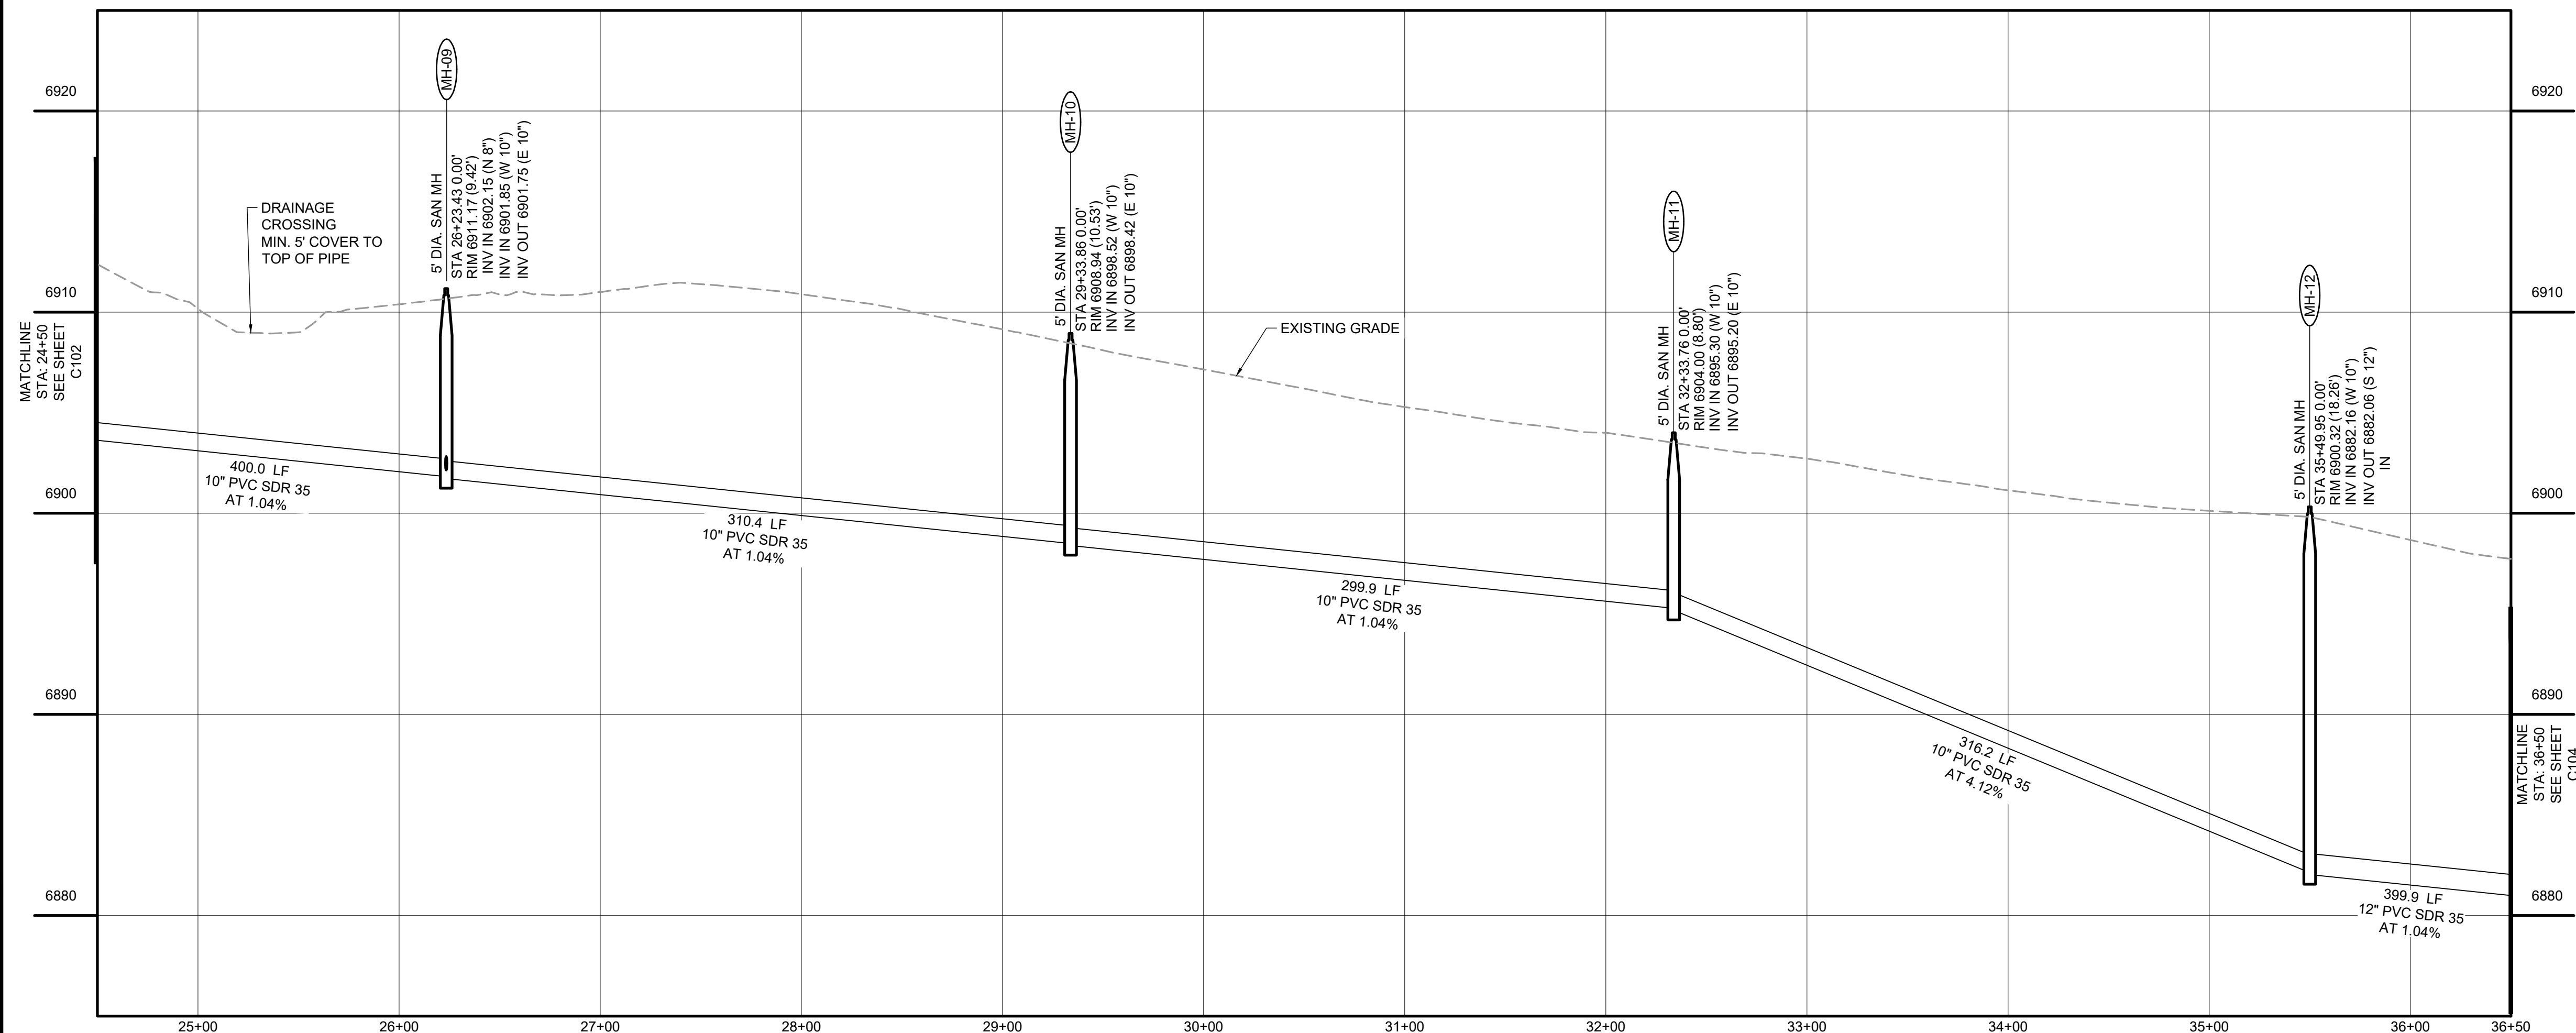 MH-09
5' DIA. SAN MH
STA 26+23.43 0.00'
RIM 6911.17 (9.42')
INV IN 6902.15 (N 8")
INV IN 6901.85 (W 10")
INV OUT 6901.75 (E 10")
MH-10
5' DIA. SAN MH
STA 29+33.86 0.00'
RIM 6908.94 (10.53')
INV IN 6898.52 (W 10")
INV OUT 6898.42 (E 10")
MH-11
5' DIA. SAN MH
STA 32+33.76 0.00'
RIM 6904.00 (8.80')
INV IN 6895.30 (W 10")
INV OUT 6895.20 (E 10")
MH-12
5' DIA. SAN MH
STA 35+49.95 0.00'
RIM 6900.32 (18.26')
INV IN 6882.16 (W 10")
INV OUT 6882.06 (S 12")
IN
DRAINAGE
CROSSING
MIN. 5' COVER TO
TOP OF PIPE
EXISTING GRADE
6920
6910
6900
6890
6880
MATCHLINE
STA: 24+50
SEE SHEET
C102
400.0 LF
10" PVC SDR 35
AT 1.04%
310.4 LF
10" PVC SDR 35
AT 1.04%
299.9 LF
10" PVC SDR 35
AT 1.04%
316.2 LF
10" PVC SDR 35
AT 4.12%
399.9 LF
12" PVC SDR 35
AT 1.04%
6920
6910
6900
6890
6880
MATCHLINE
STA: 36+50
SEE SHEET
C104
25+00
26+00
27+00
28+00
29+00
30+00
31+00
32+00
33+00
34+00
35+00
36+00
36+50